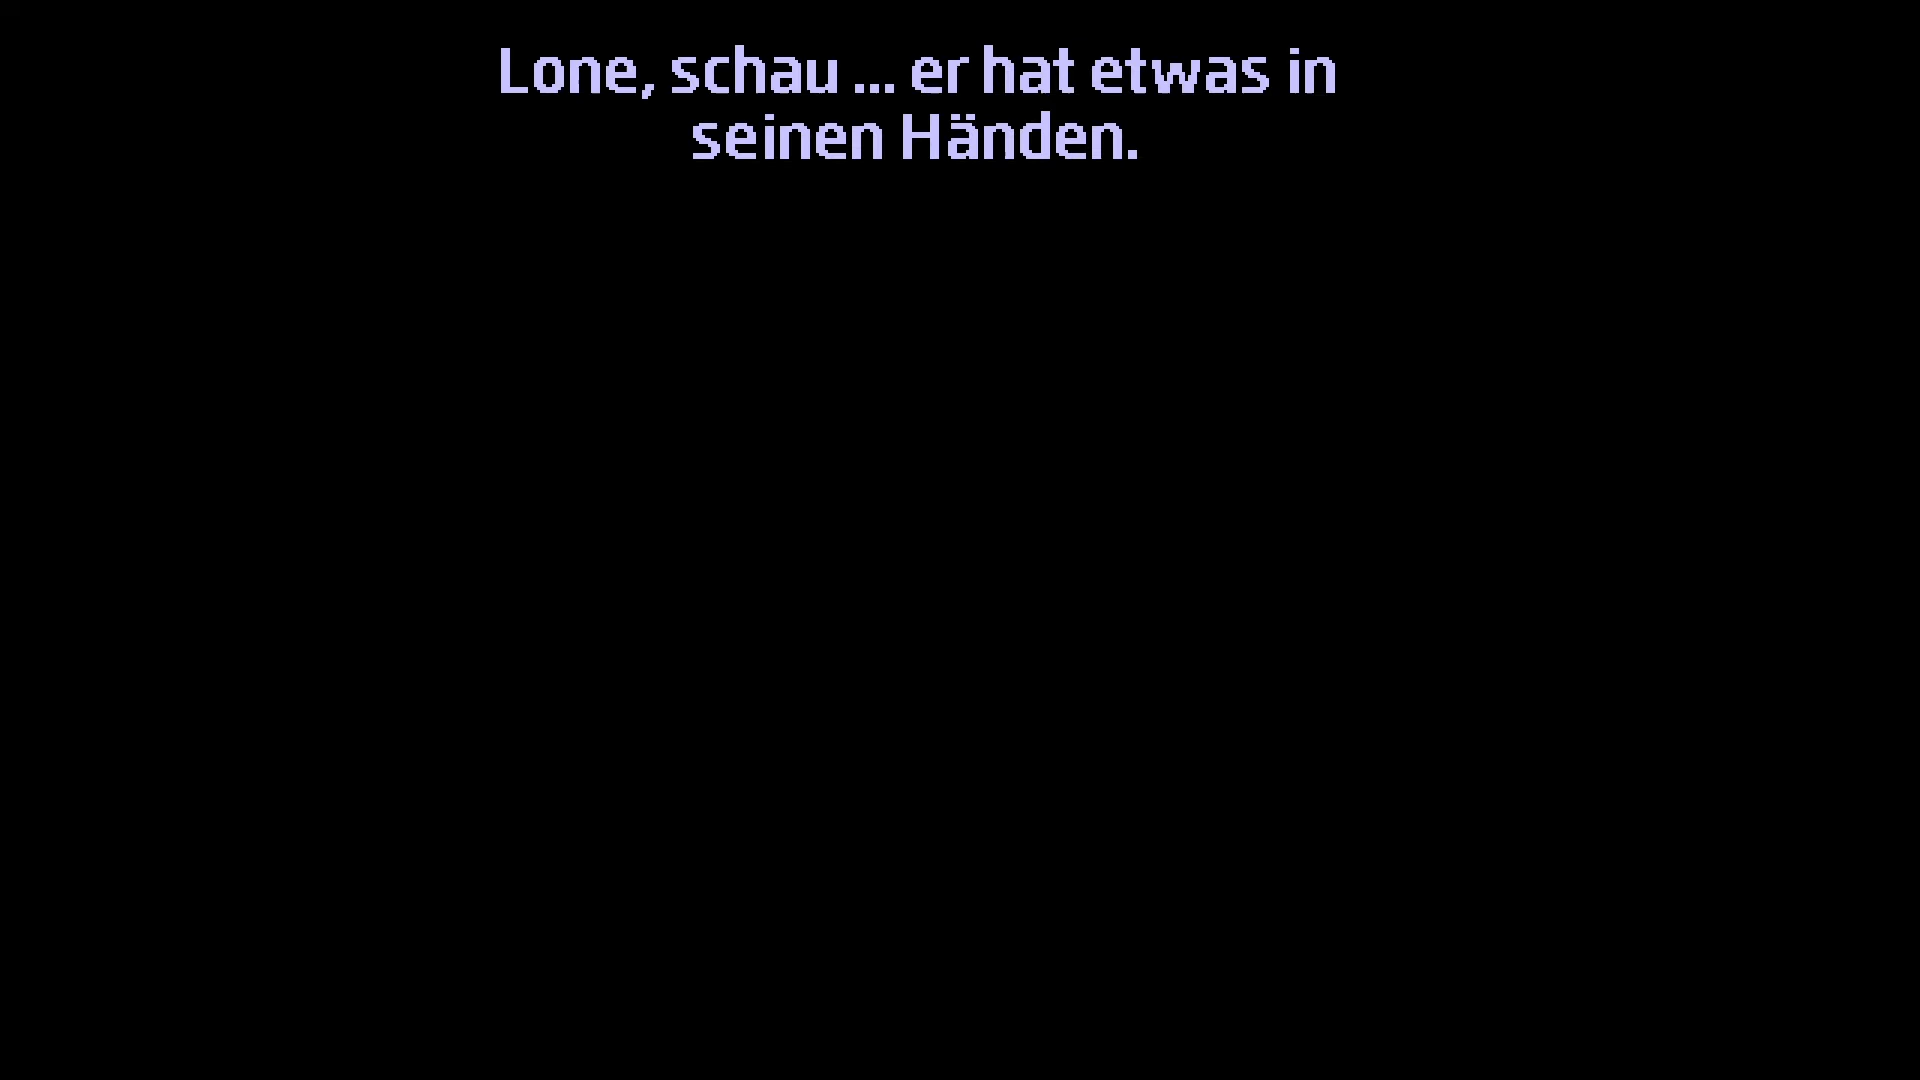 Lone, schau ... er hat etwas in
seinen Händen.